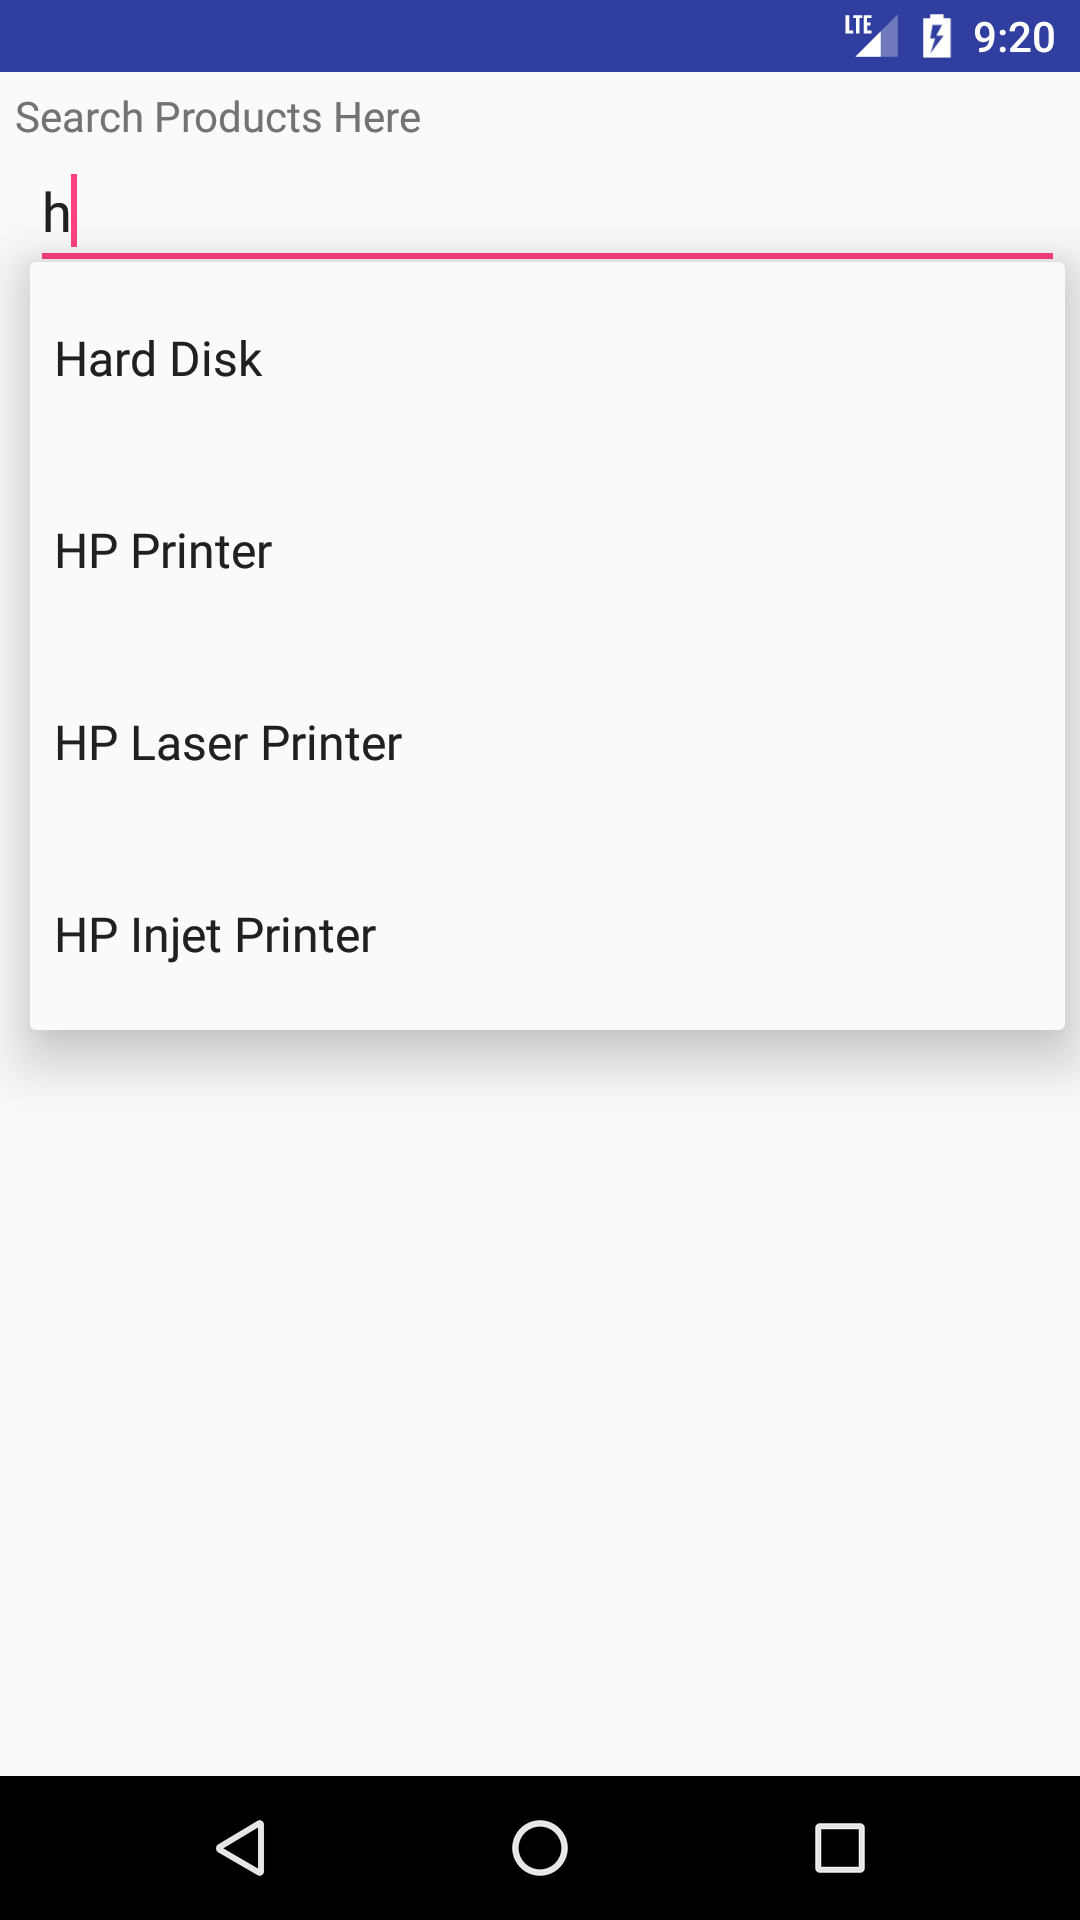 LTE 9:20
Search Products Here
h
Hard Disk
HP Printer
HP Laser Printer
HP Injet Printer